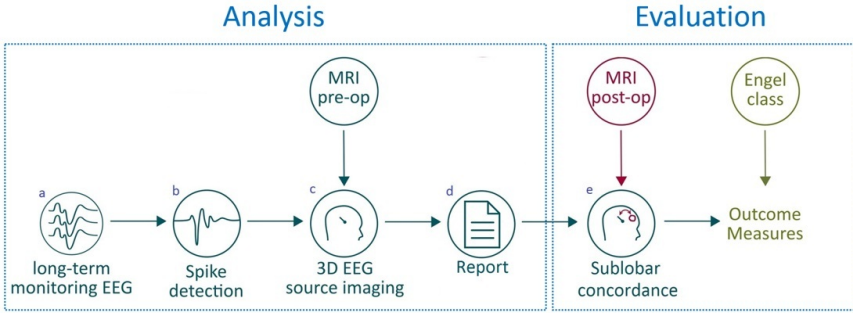 Analysis
Evaluation
MRI
pre-op
MRI
post-op
Engel
class
a
b
c
d
e
long-term
monitoring EEG
Spike
detection
3D EEG
source imaging
Report
Sublobar
concordance
Outcome
Measures